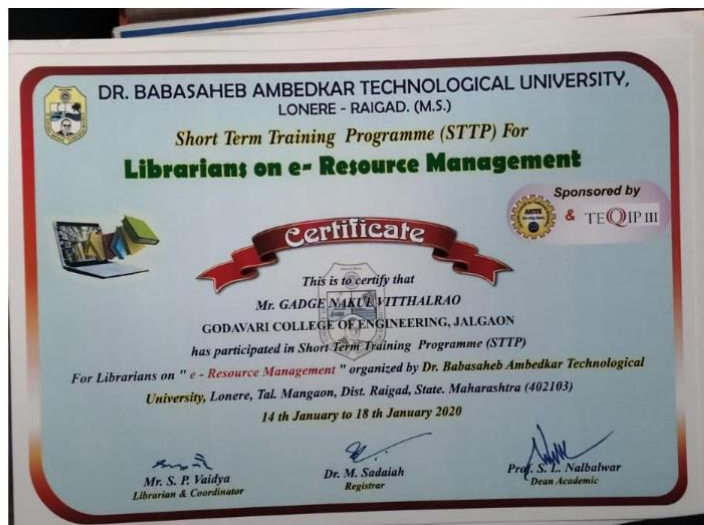 DR. BABASAHEB AMBEDKAR TECHNOLOGICAL UNIVERSITY,
LONERE - RAIGAD. (M.S.)
Short Term Training Programme (STTP) For
Librarians on e- Resource Management
Sponsored by
& TEQIP III
Certificate
This is to certify that
Mr. GADGE NAKUL VITTHALRAO
GODAVARI COLLEGE OF ENGINEERING, JALGAON
has participated in Short Term Training Programme (STTP)
For Librarians on " e - Resource Management " organized by Dr. Babasaheb Ambedkar Technological
University, Lonere, Tal. Mangaon, Dist. Raigad, State. Maharashtra (402103)
14 th January to 18 th January 2020
Mr. S. P. Vaidya
Librarian & Coordinator
Dr. M. Sadaiah
Registrar
Prof. S. L. Nalbalwar
Dean Academic